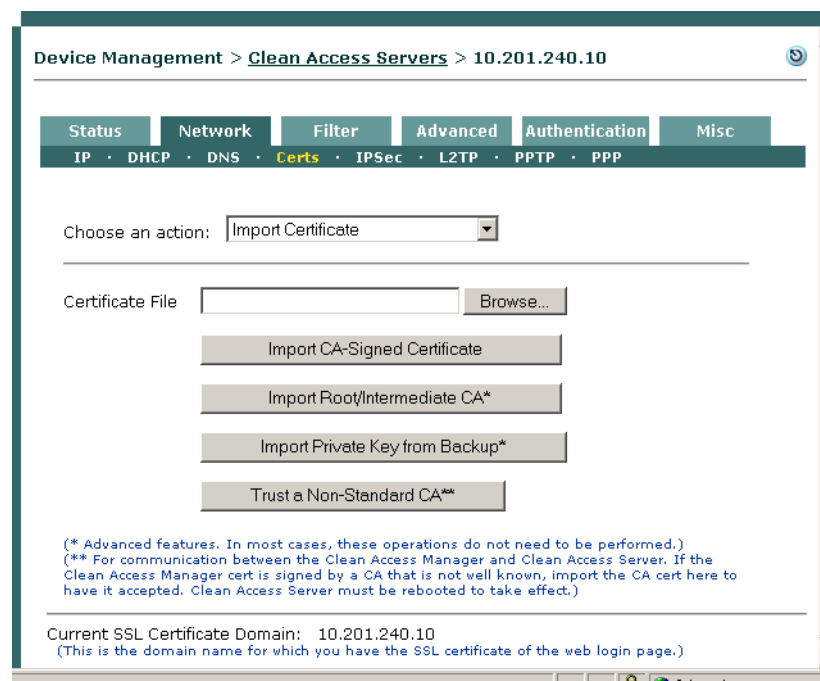 Device Management > Clean Access Servers > 10.201.240.10
Status Network Filter Advanced Authentication Misc
IP · DHCP · DNS · Certs · IPSec · L2TP · PPTP · PPP
Choose an action: Import Certificate
Certificate File Browse...
Import CA-Signed Certificate
Import Root/Intermediate CA*
Import Private Key from Backup*
Trust a Non-Standard CA**
(* Advanced features. In most cases, these operations do not need to be performed.)
(** For communication between the Clean Access Manager and Clean Access Server. If the
Clean Access Manager cert is signed by a CA that is not well known, import the CA cert here to
have it accepted. Clean Access Server must be rebooted to take effect.)
Current SSL Certificate Domain: 10.201.240.10
(This is the domain name for which you have the SSL certificate of the web login page.)